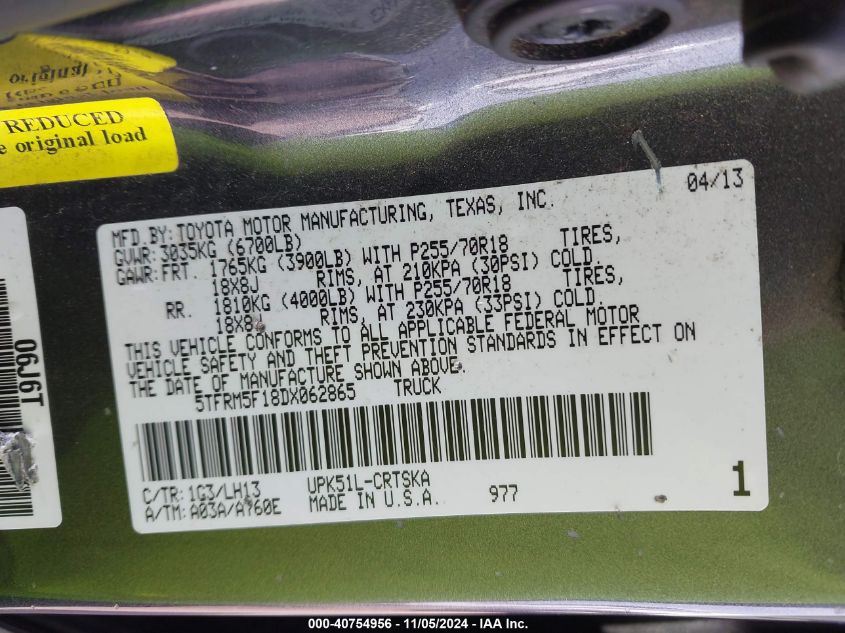 REDUCED
e original load
06J6T
04/13
MFD.BY:TOYOTA MOTOR MANUFACTURING, TEXAS, INC.
GVWR:3035KG (6700LB)
GAWR:FRT. 1765KG (3900LB) WITH P255/70R18 TIRES,
18X8J RIMS, AT 210KPA (30PSI) COLD.
RR. 1810KG (4000LB) WITH P255/70R18 TIRES,
18X8J RIMS, AT 230KPA (33PSI) COLD.
THIS VEHICLE CONFORMS TO ALL APPLICABLE FEDERAL MOTOR
VEHICLE SAFETY AND THEFT PREVENTION STANDARDS IN EFFECT ON
THE DATE OF MANUFACTURE SHOWN ABOVE.
5TFRM5F18DX062865 TRUCK
C/TR: 1G3/LH13 UPK51L-CRTSKA
A/TM: A03A/A760E MADE IN U.S.A. 977 1
000-40754956 - 11/05/2024 - IAA Inc.